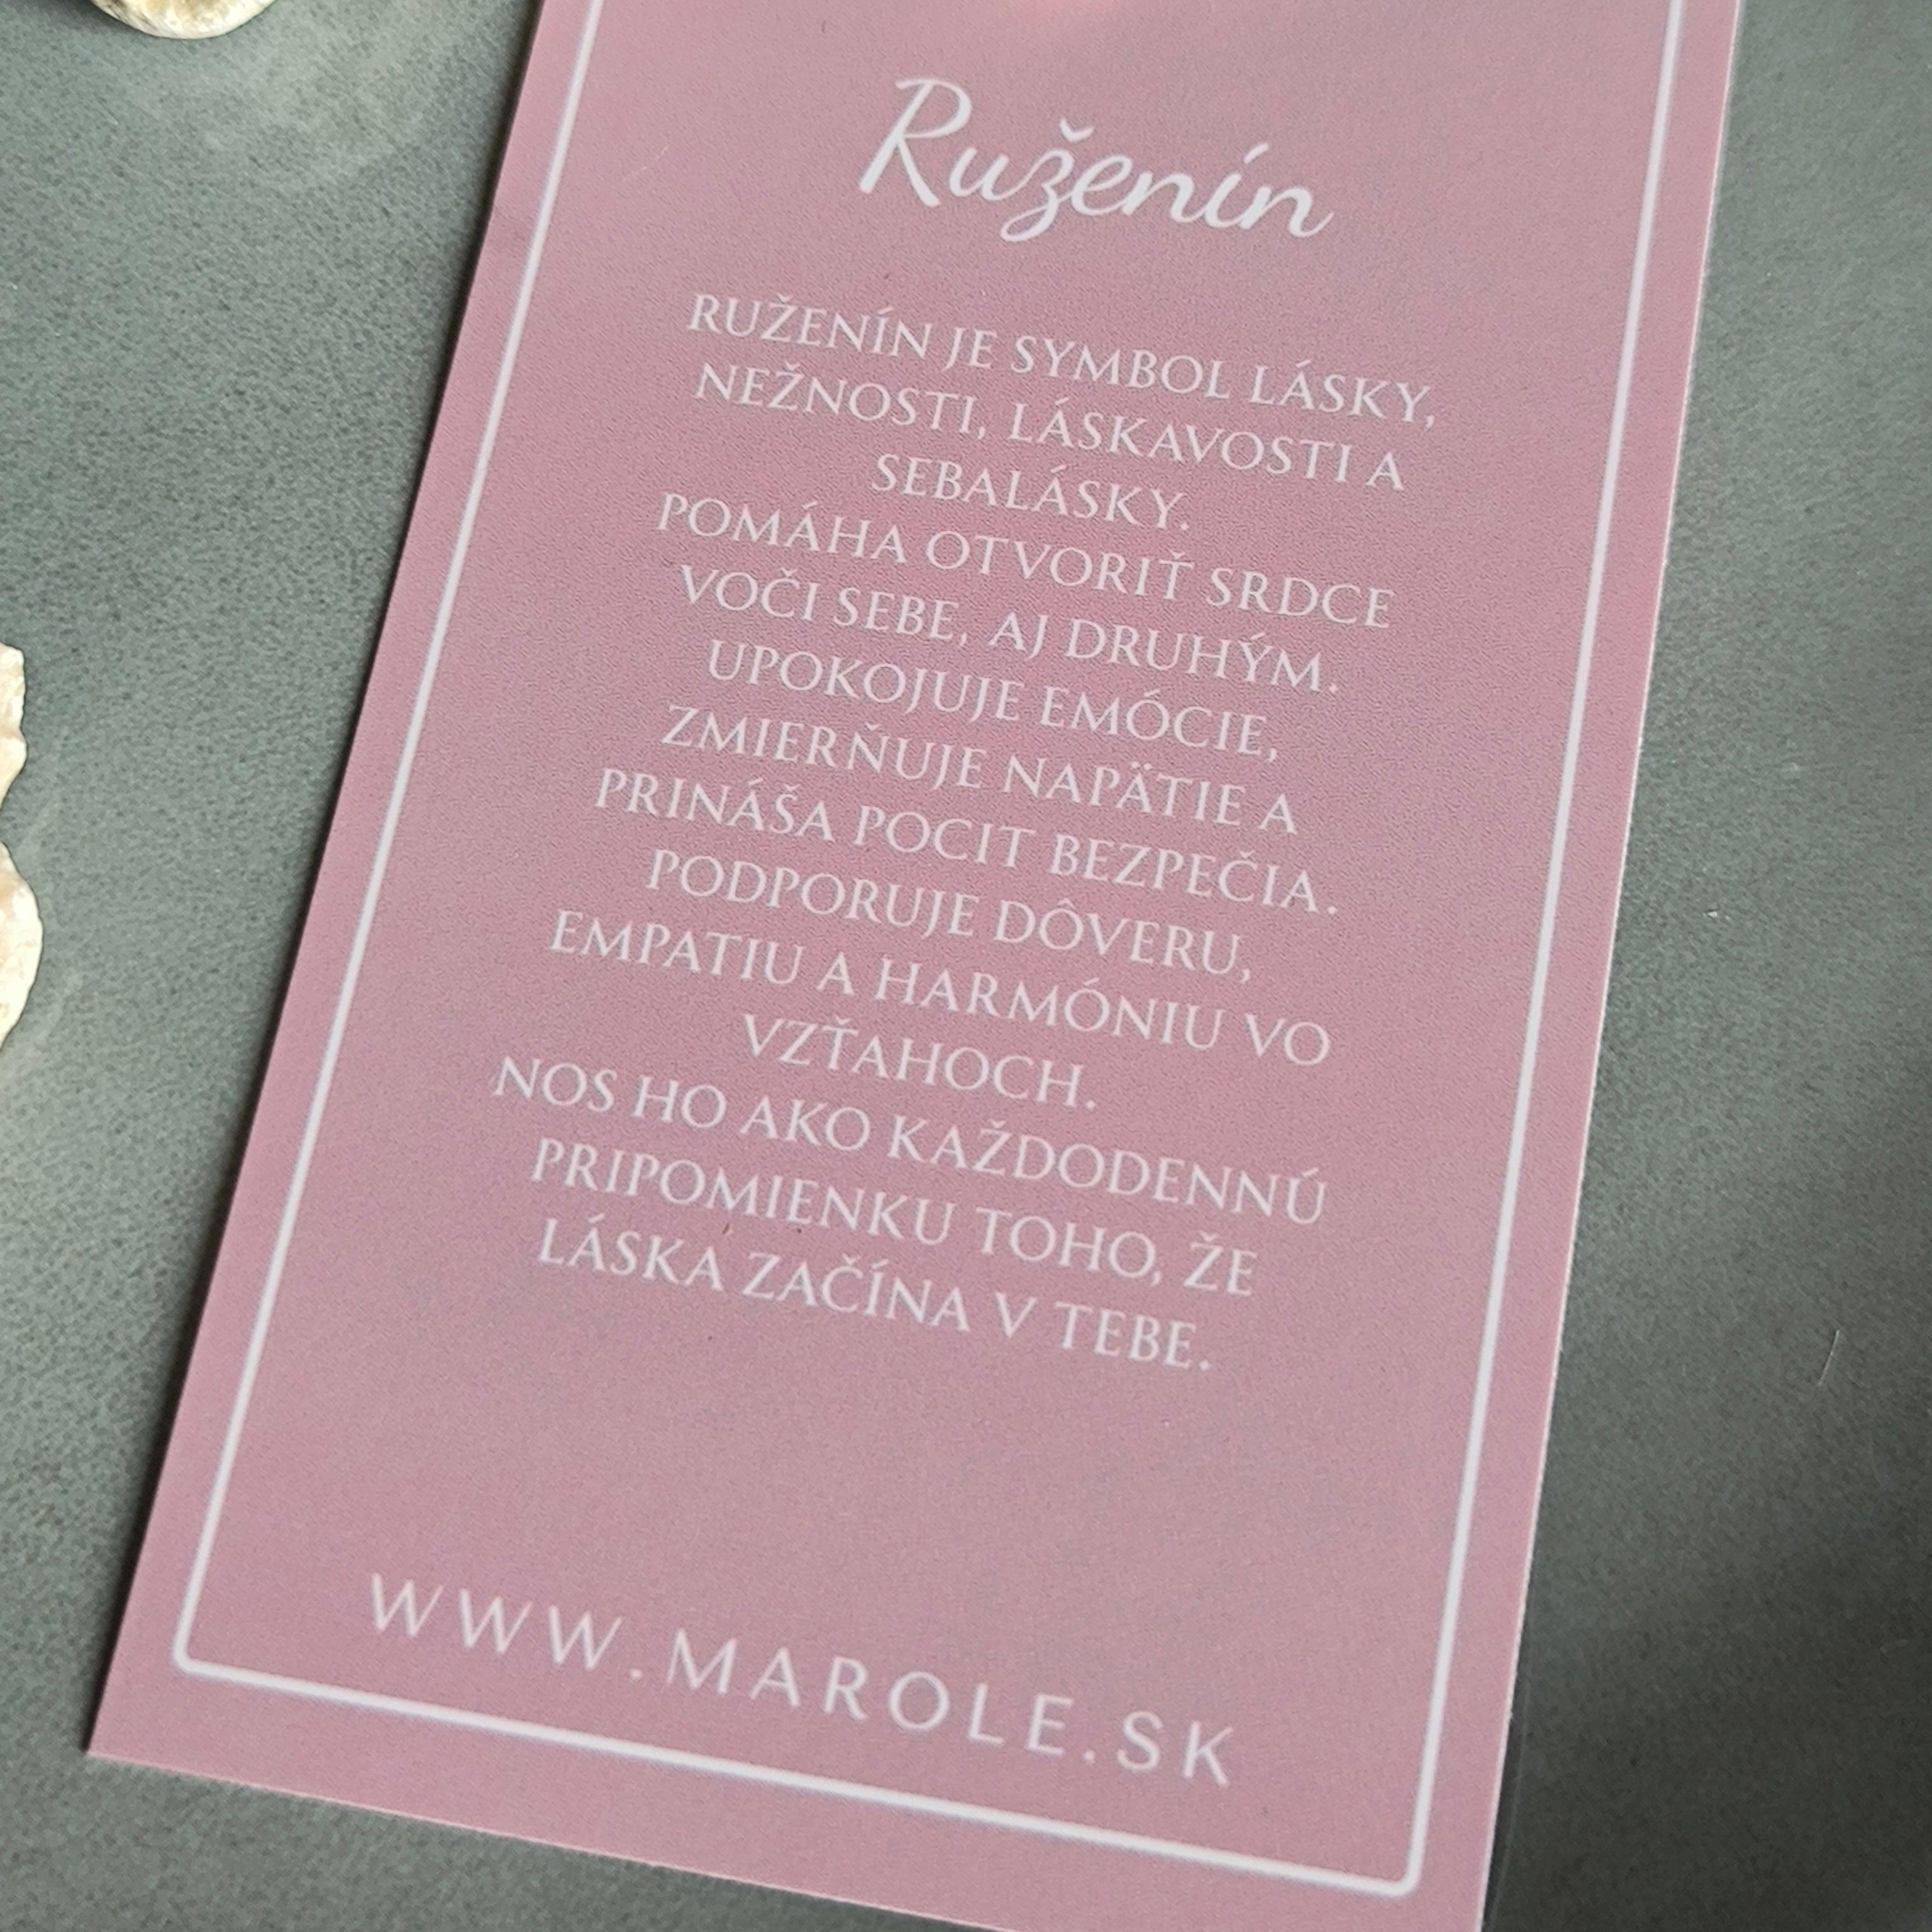 Ruženín
RUŽENÍN JE SYMBOL LÁSKY,
NEŽNOSTI, LÁSKAVOSTI A
SEBALÁSKY.
POMÁHA OTVORIŤ SRDCE
VOČI SEBE, AJ DRUHÝM.
UPOKOJUJE EMÓCIE,
ZMIERŇUJE NAPÄTIE A
PRINÁŠA POCIT BEZPEČIA.
PODPORUJE DÔVERU,
EMPATIU A HARMÓNIU VO
VZŤAHOCH.
NOS HO AKO KAŽDODENNÚ
PRIPOMIENKU TOHO, ŽE
LÁSKA ZAČÍNA V TEBE.
WWW.MAROLE.SK